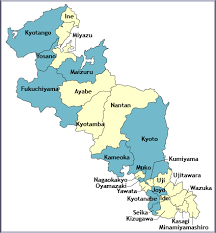 Ine
Kyotango
Miyazu
Yosano
Maizuru
Fukuchiyama
Ayabe
Nantan
Kyotamba
Kyoto
Kameoka
Muko
Kumiyama
Nagaokakyo
Uji
Ujitawara
Oyamazaki
Yawata
Joyo
Wazuka
Kyotanabe
Ide
Seika
Kizugawa
Kasagi
Minamiyamashiro